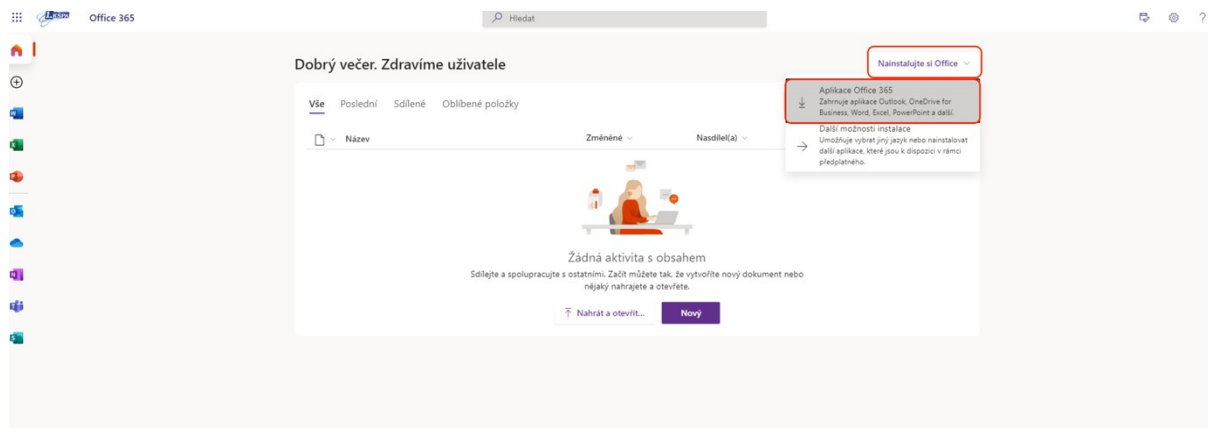 Office 365
Hledat
Dobrý večer. Zdravíme uživatele
Nainstalujte si Office
Aplikace Office 365
Zahrnuje aplikace Outlook, OneDrive for
Business, Word, Excel, PowerPoint a další.
Další možnosti instalace
Umožňuje vybrat jiný jazyk nebo nainstalovat
další aplikace, které jsou k dispozici v rámci
předplatného.
Vše Poslední Sdílené Oblíbené položky
Název Změněné Nasdílel(a)
Žádná aktivita s obsahem
Sdílejte a spolupracujte s ostatními. Začít můžete tak, že vytvoříte nový dokument nebo
nějaký nahrajete a otevřete.
Nahrát a otevřít... Nový